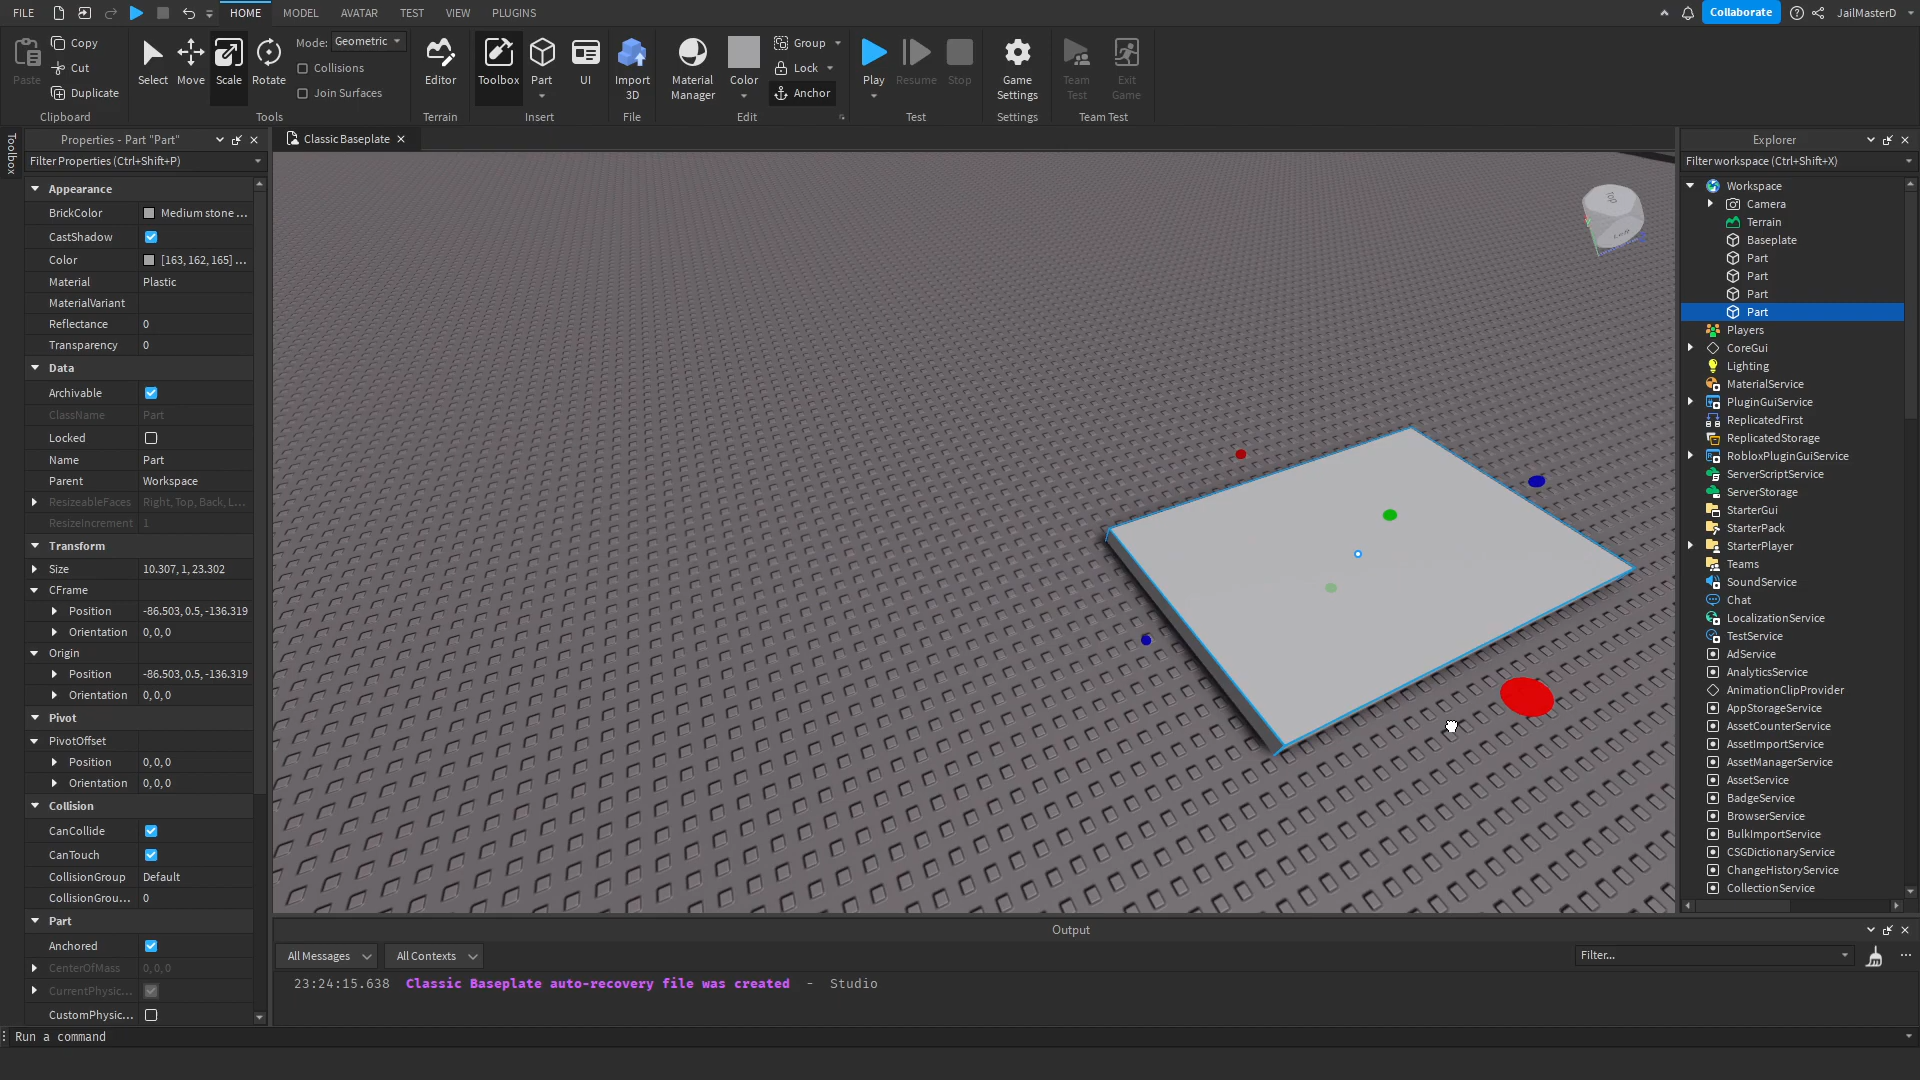 FILE HOME MODEL AVATAR TEST VIEW PLUGINS Collaborate JailMasterD
Paste Copy Cut Duplicate Clipboard
Select Move Scale Rotate Mode: Geometric Collisions Join Surfaces Tools
Editor Terrain
Toolbox Part UI Insert
Import 3D File
Material Manager Color Group Lock Anchor Edit
Play Resume Stop Test
Game Settings Settings
Team Test Exit Game Team Test
Toolbox
Properties - Part "Part"
Filter Properties (Ctrl+Shift+P)
Appearance
BrickColor Medium stone ...
CastShadow
Color [163, 162, 165] ...
Material Plastic
MaterialVariant
Reflectance 0
Transparency 0
Data
Archivable
ClassName Part
Locked
Name Part
Parent Workspace
ResizeableFaces Right, Top, Back, L...
ResizeIncrement 1
Transform
Size 10.307, 1, 23.302
CFrame
Position -86.503, 0.5, -136.319
Orientation 0, 0, 0
Origin
Position -86.503, 0.5, -136.319
Orientation 0, 0, 0
Pivot
PivotOffset
Position 0, 0, 0
Orientation 0, 0, 0
Collision
CanCollide
CanTouch
CollisionGroup Default
CollisionGrou... 0
Part
Anchored
CenterOfMass 0, 0, 0
CurrentPhysic...
CustomPhysic...
Classic Baseplate
Top
Left
Explorer
Filter workspace (Ctrl+Shift+X)
Workspace
Camera
Terrain
Baseplate
Part
Part
Part
Part
Players
CoreGui
Lighting
MaterialService
PluginGuiService
ReplicatedFirst
ReplicatedStorage
RobloxPluginGuiService
ServerScriptService
ServerStorage
StarterGui
StarterPack
StarterPlayer
Teams
SoundService
Chat
LocalizationService
TestService
AdService
AnalyticsService
AnimationClipProvider
AppStorageService
AssetCounterService
AssetImportService
AssetManagerService
AssetService
BadgeService
BrowserService
BulkImportService
CSGDictionaryService
ChangeHistoryService
CollectionService
Output
All Messages All Contexts Filter...
23:24:15.638 Classic Baseplate auto-recovery file was created - Studio
Run a command